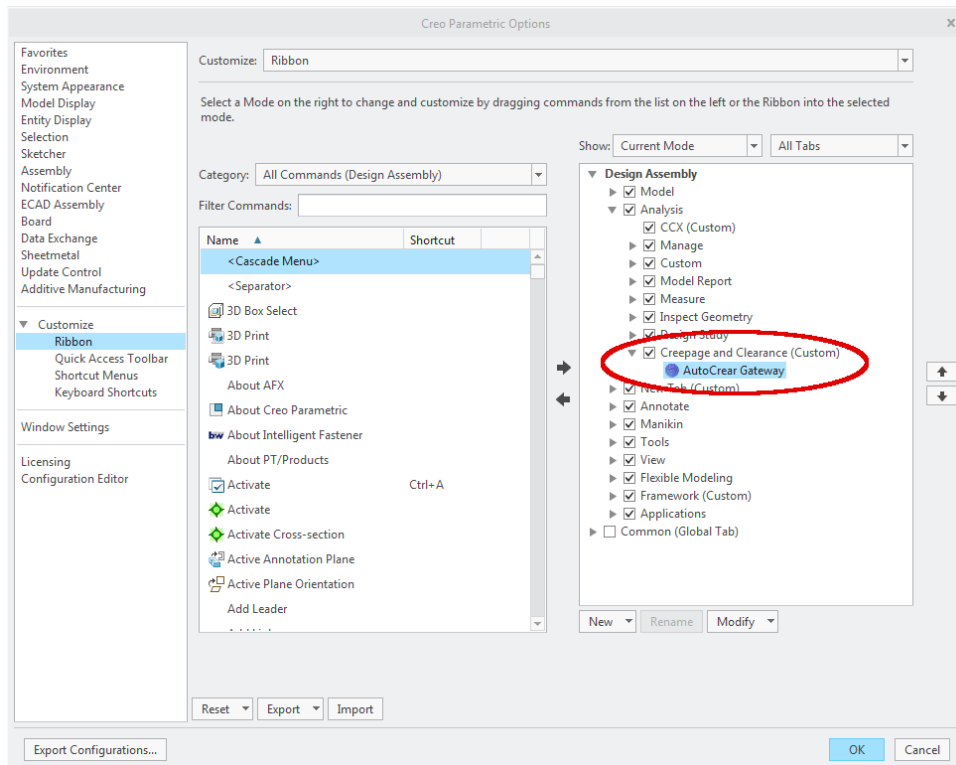 Creo Parametric Options
Favorites
Environment
System Appearance
Model Display
Entity Display
Selection
Sketcher
Assembly
Notification Center
ECAD Assembly
Board
Data Exchange
Sheetmetal
Update Control
Additive Manufacturing
Customize
Ribbon
Quick Access Toolbar
Shortcut Menus
Keyboard Shortcuts
Window Settings
Licensing
Configuration Editor
Customize: Ribbon
Select a Mode on the right to change and customize by dragging commands from the list on the left or the Ribbon into the selected
mode.
Category: All Commands (Design Assembly)
Filter Commands:
Name Shortcut
<Cascade Menu>
<Separator>
3D Box Select
3D Print
3D Print
About AFX
About Creo Parametric
bw About Intelligent Fastener
About PT/Products
Activate Ctrl+A
Activate
Activate Cross-section
Active Annotation Plane
Active Plane Orientation
Add Leader
Show: Current Mode All Tabs
Design Assembly
Model
Analysis
CCX (Custom)
Manage
Custom
Model Report
Measure
Inspect Geometry
Design Study
Creepage and Clearance (Custom)
AutoCrear Gateway
New Tab (Custom)
Annotate
Manikin
Tools
View
Flexible Modeling
Framework (Custom)
Applications
Common (Global Tab)
New Rename Modify
Reset Export Import
Export Configurations...
OK Cancel